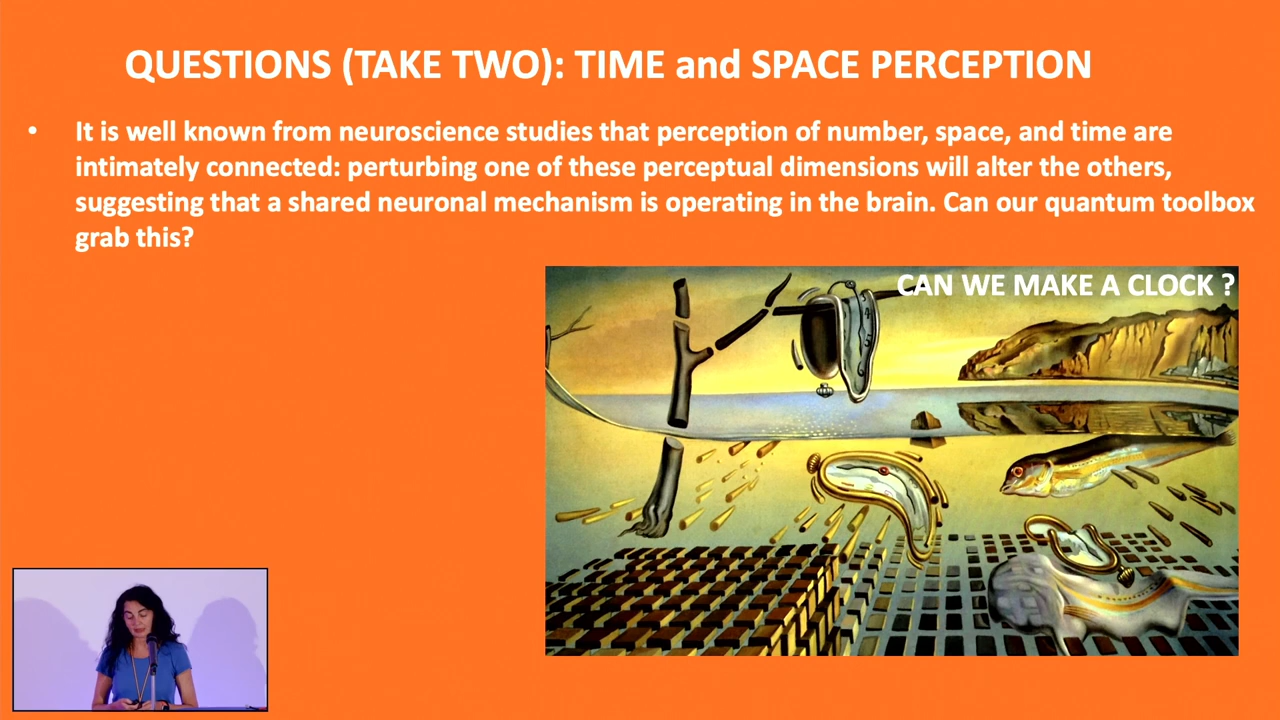 QUESTIONS (TAKE TWO): TIME and SPACE PERCEPTION
• It is well known from neuroscience studies that perception of number, space, and time are
intimately connected: perturbing one of these perceptual dimensions will alter the others,
suggesting that a shared neuronal mechanism is operating in the brain. Can our quantum toolbox
grab this?
CAN WE MAKE A CLOCK ?